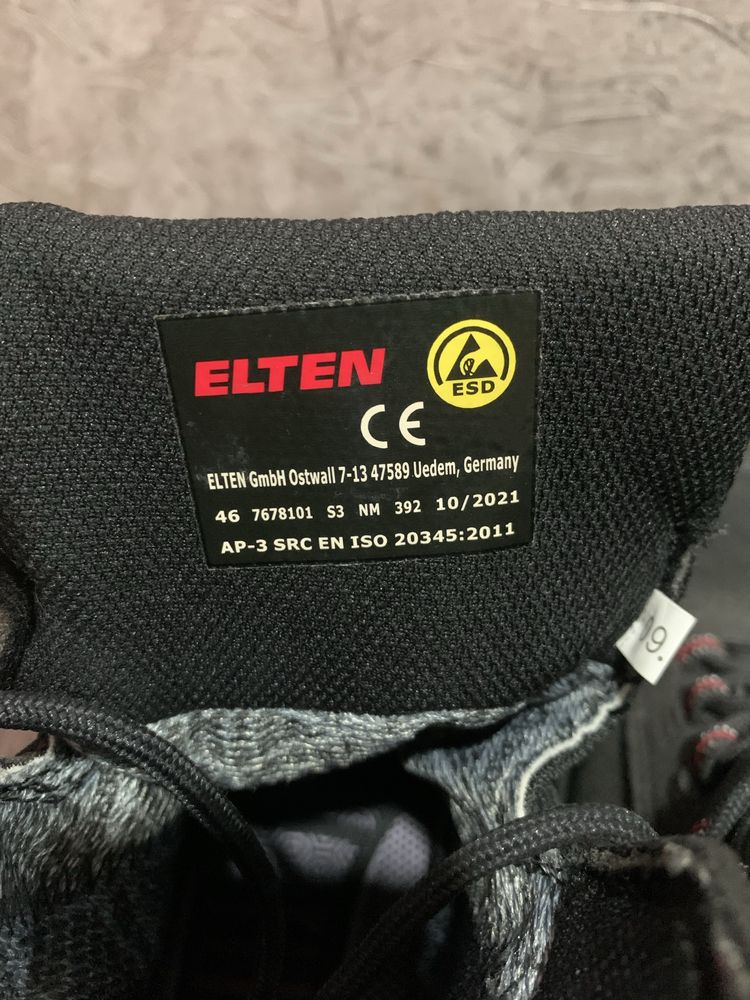 ELTEN
ESD
CE
ELTEN GmbH Ostwall 7-13 47589 Uedem, Germany
46 7678101 S3 NM 392 10/2021
AP-3 SRC EN ISO 20345:2011
09.